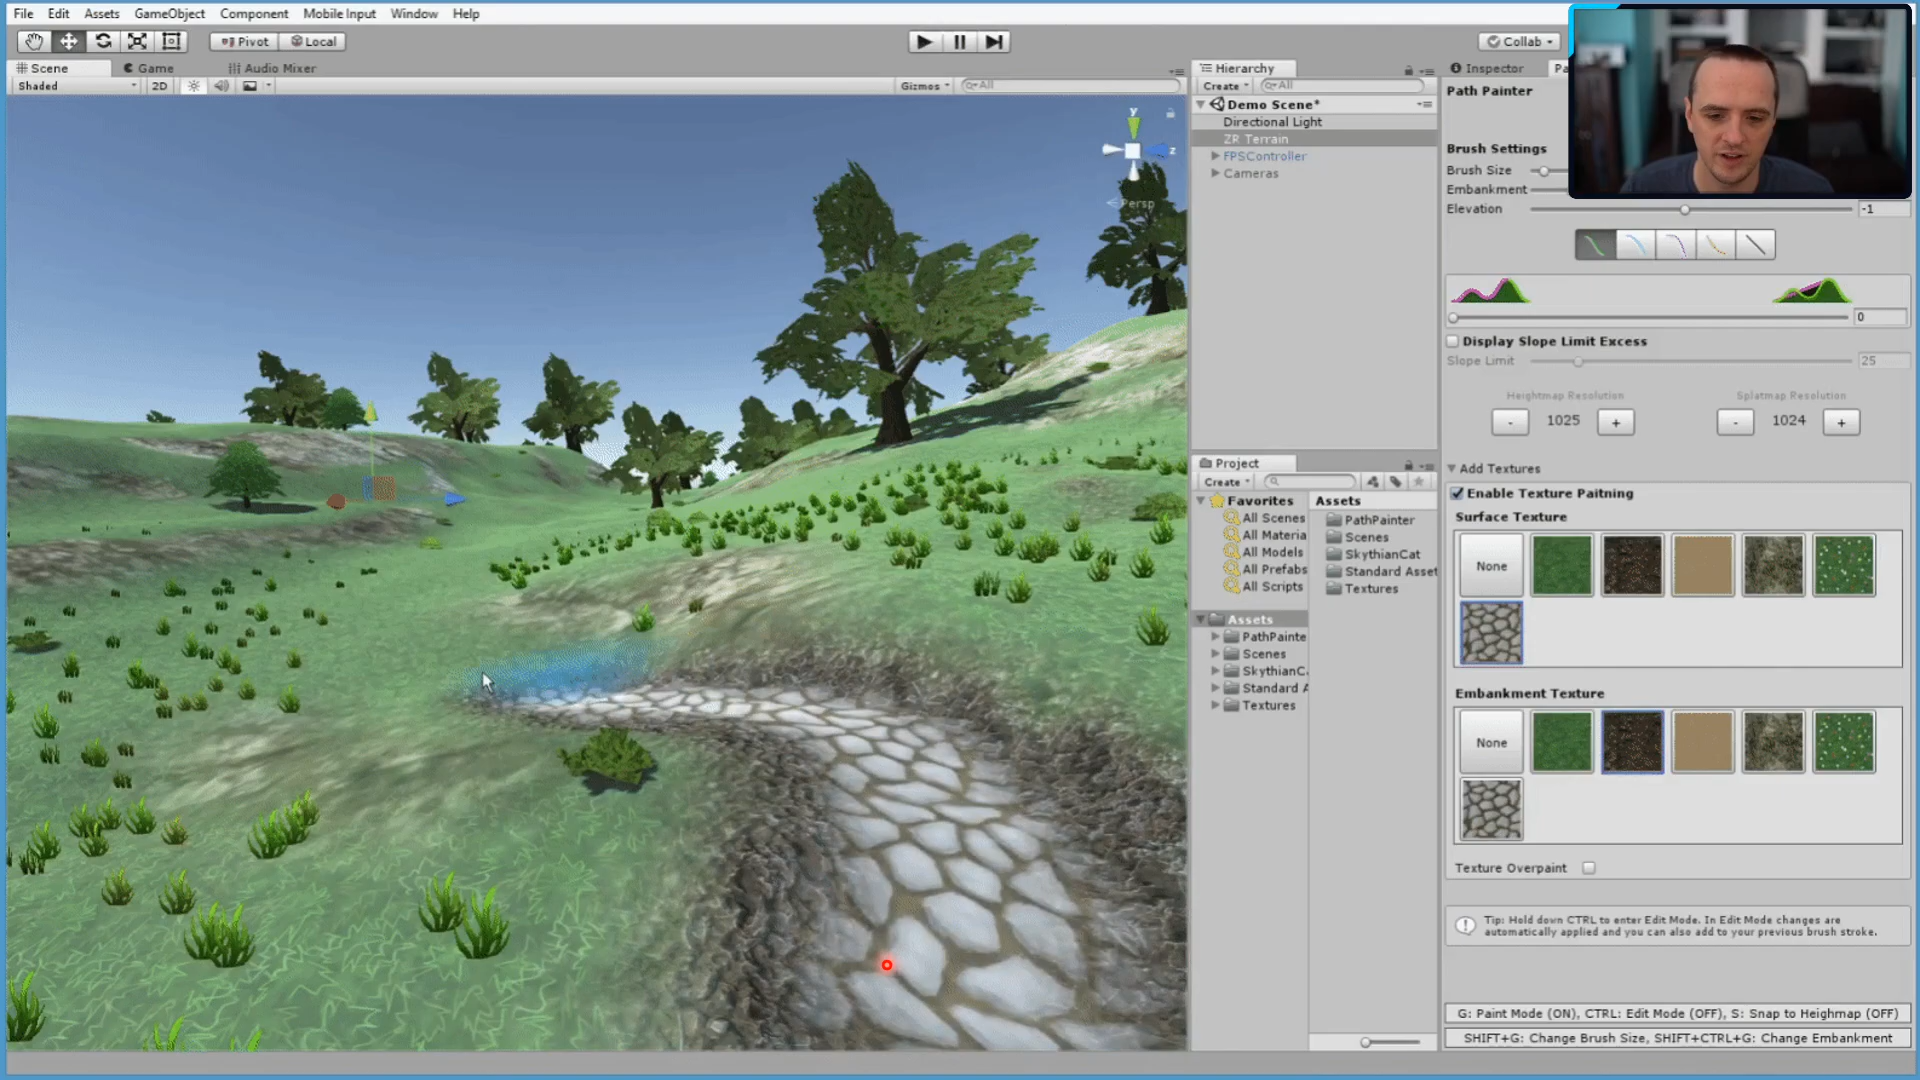 File Edit Assets GameObject Component Mobile Input Window Help
Pivot Local
Collab
Scene Game Audio Mixer
Shaded 2D Gizmos All
y
z
Persp
Hierarchy
Create All
Demo Scene*
Directional Light
ZR Terrain
FPSController
Cameras
Project
Create
Favorites
All Scenes
All Materia
All Models
All Prefabs
All Scripts
Assets
PathPainte
Scenes
SkythianC
Standard A
Textures
Assets
PathPainter
Scenes
SkythianCat
Standard Asset
Textures
Inspector Pa
Path Painter
Brush Settings
Brush Size
Embankment
Elevation -1
0
Display Slope Limit Excess
Slope Limit 25
Heightmap Resolution Splatmap Resolution
- 1025 + - 1024 +
Add Textures
Enable Texture Paitning
Surface Texture
None
Embankment Texture
None
Texture Overpaint
Tip: Hold down CTRL to enter Edit Mode. In Edit Mode changes are
automatically applied and you can also add to your previous brush stroke.
G: Paint Mode (ON), CTRL: Edit Mode (OFF), S: Snap to Heighmap (OFF)
SHIFT+G: Change Brush Size, SHIFT+CTRL+G: Change Embankment